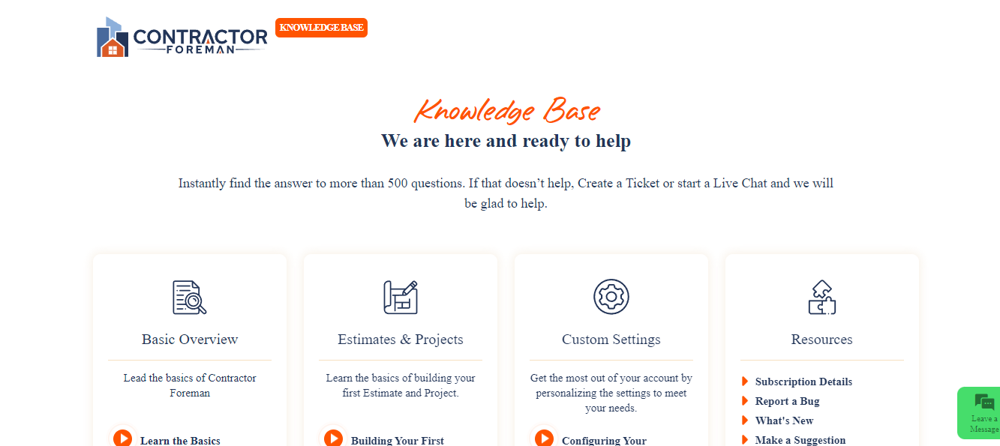 CONTRACTOR
FOREMAN
KNOWLEDGE BASE
Knowledge Base
We are here and ready to help
Instantly find the answer to more than 500 questions. If that doesn’t help, Create a Ticket or start a Live Chat and we will
be glad to help.
Basic Overview
Lead the basics of Contractor
Foreman
Learn the Basics
Estimates & Projects
Learn the basics of building your
first Estimate and Project.
Building Your First
Custom Settings
Get the most out of your account by
personalizing the settings to meet
your needs.
Configuring Your
Resources
Subscription Details
Report a Bug
What's New
Make a Suggestion
Leave a
Message